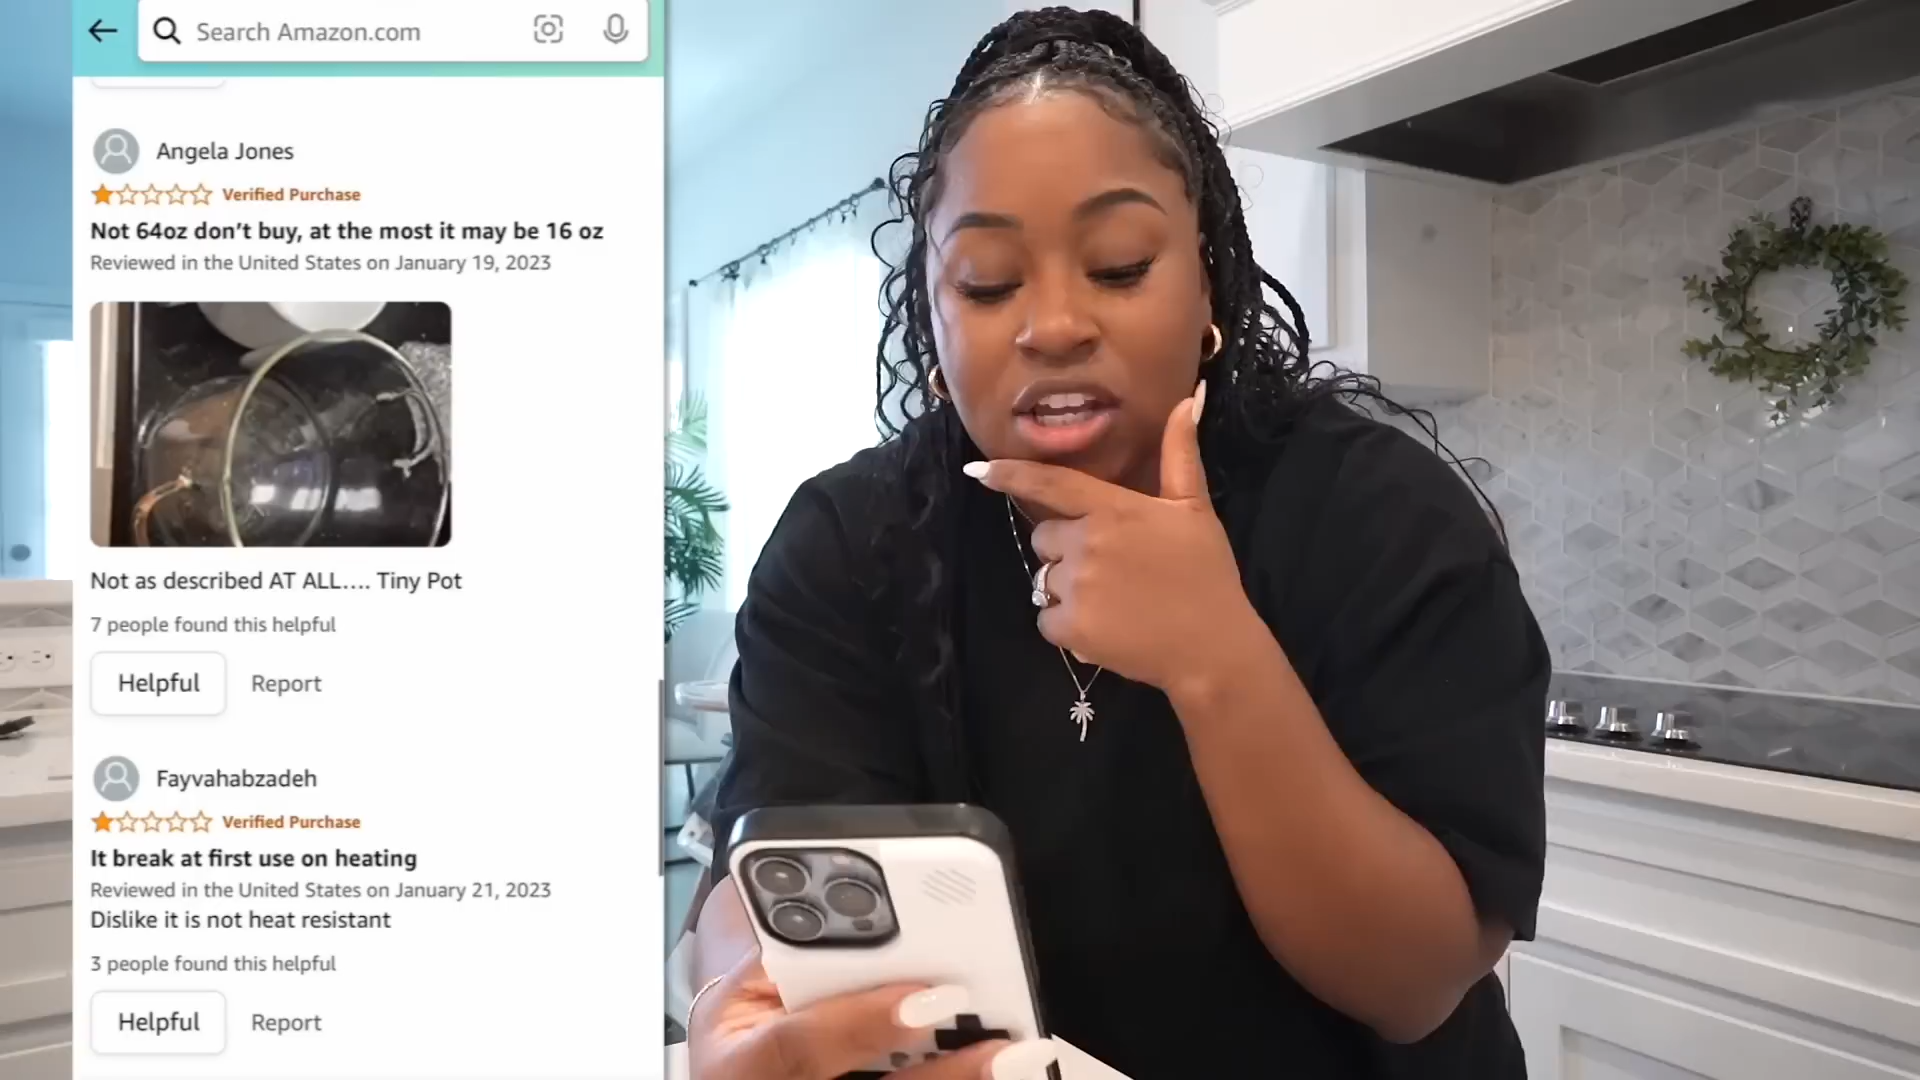 Search Amazon.com
Angela Jones
Verified Purchase
Not 64oz don't buy, at the most it may be 16 oz
Reviewed in the United States on January 19, 2023
Not as described AT ALL.... Tiny Pot
7 people found this helpful
Helpful
Report
Fayvahabzadeh
Verified Purchase
It break at first use on heating
Reviewed in the United States on January 21, 2023
Dislike it is not heat resistant
3 people found this helpful
Helpful
Report